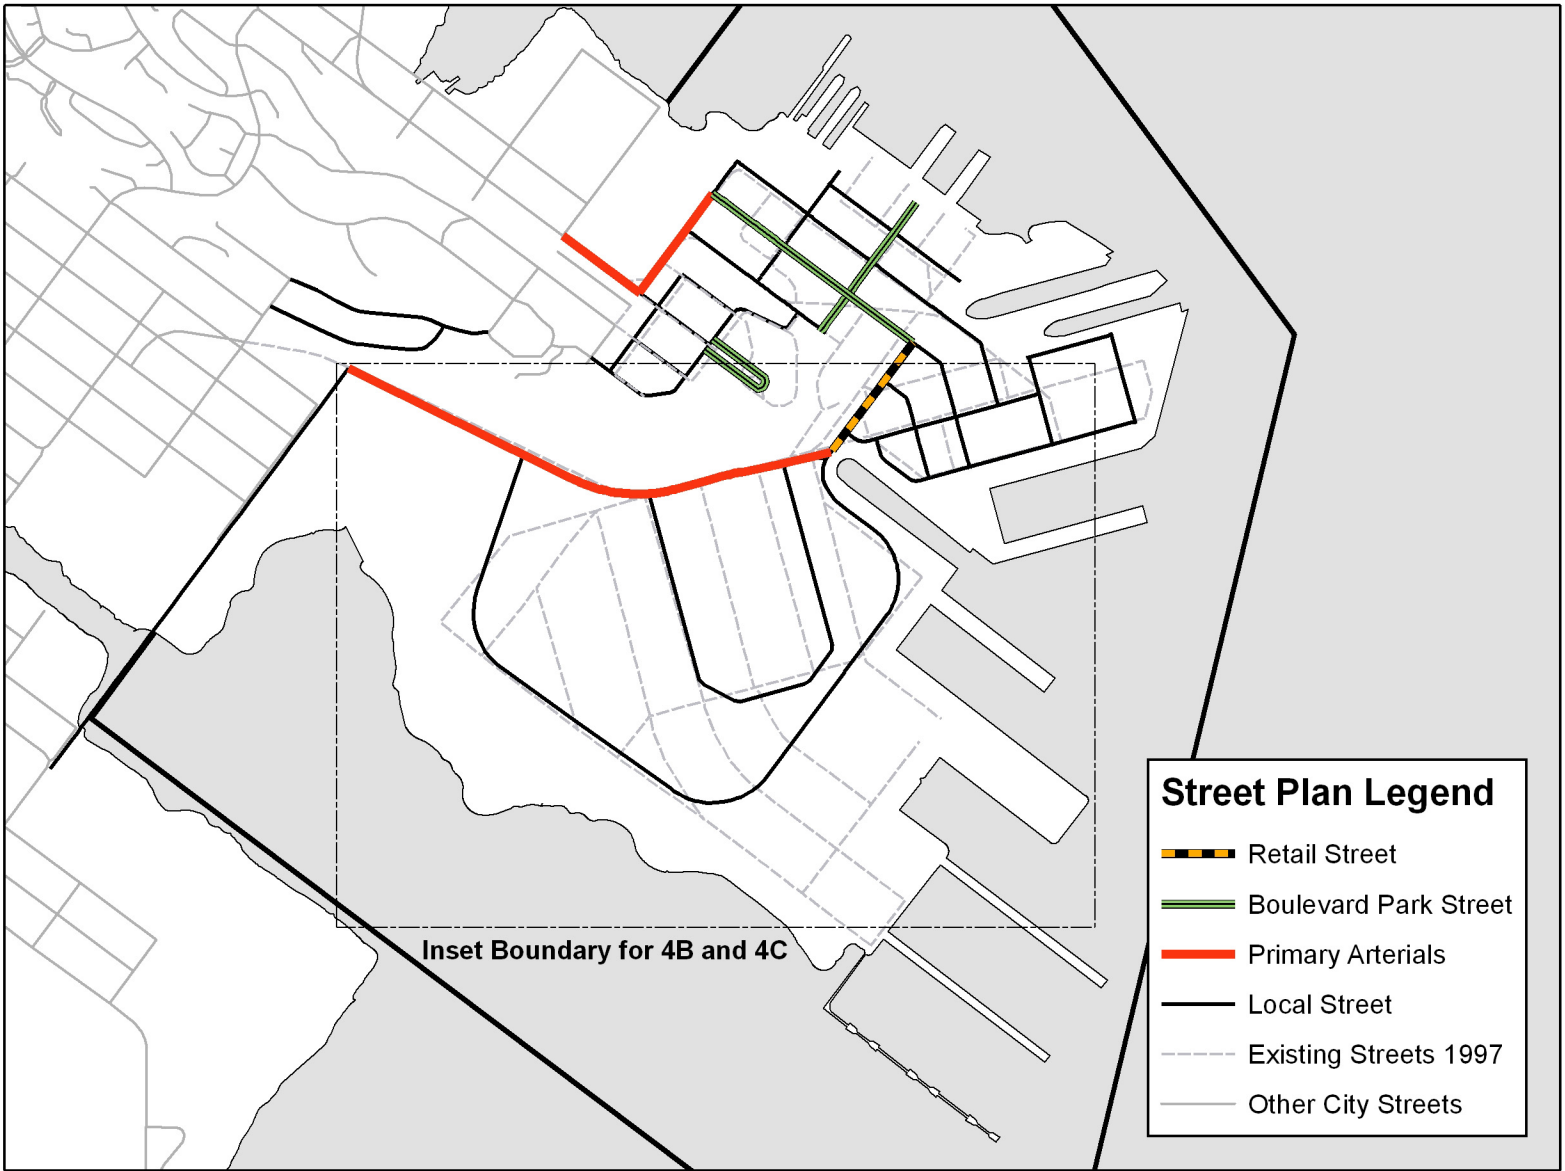 Inset Boundary for 4B and 4C
Street Plan Legend
Retail Street
Boulevard Park Street
Primary Arterials
Local Street
Existing Streets 1997
Other City Streets